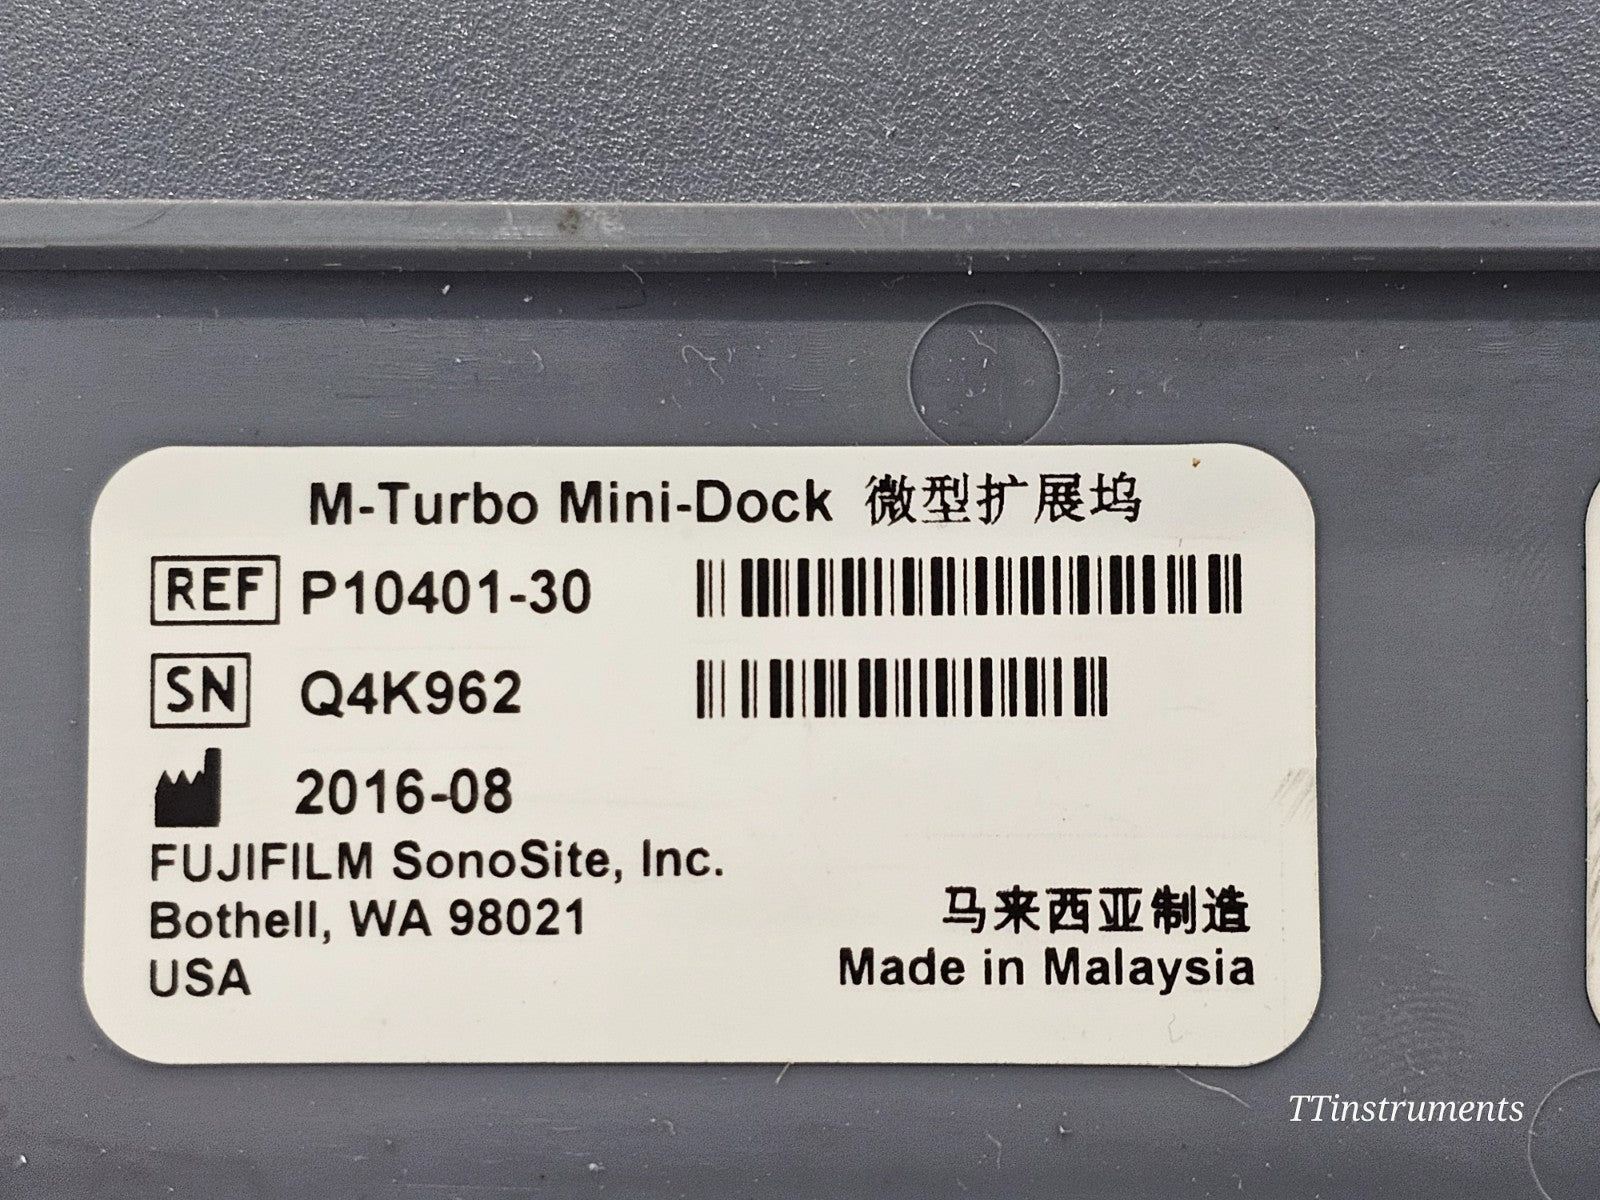 M-Turbo Mini-Dock 微型扩展坞
REF P10401-30
SN Q4K962
2016-08
FUJIFILM SonoSite, Inc.
Bothell, WA 98021
USA
马来西亚制造
Made in Malaysia
TTinstruments